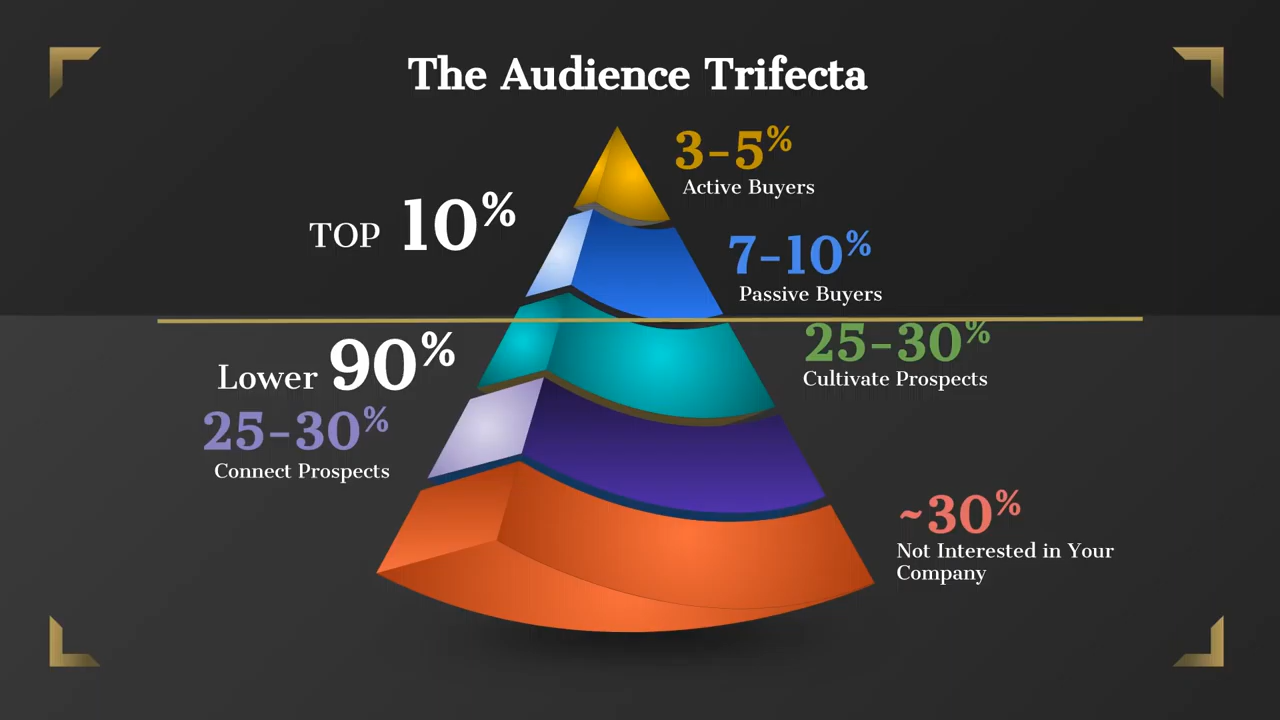 The Audience Trifecta
3-5%
Active Buyers
TOP 10%
7-10%
Passive Buyers
Lower 90%
25-30%
Cultivate Prospects
25-30%
Connect Prospects
~30%
Not Interested in Your
Company